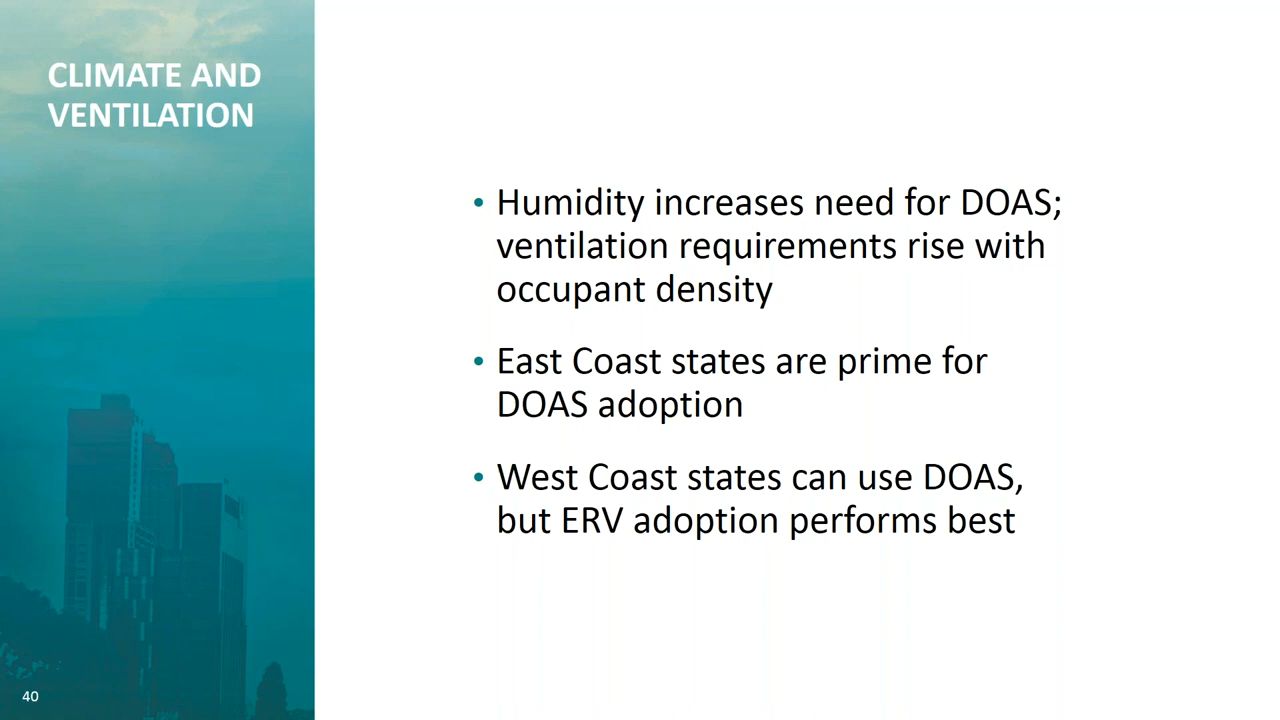 CLIMATE AND
VENTILATION
• Humidity increases need for DOAS;
ventilation requirements rise with
occupant density
• East Coast states are prime for
DOAS adoption
• West Coast states can use DOAS,
but ERV adoption performs best
40